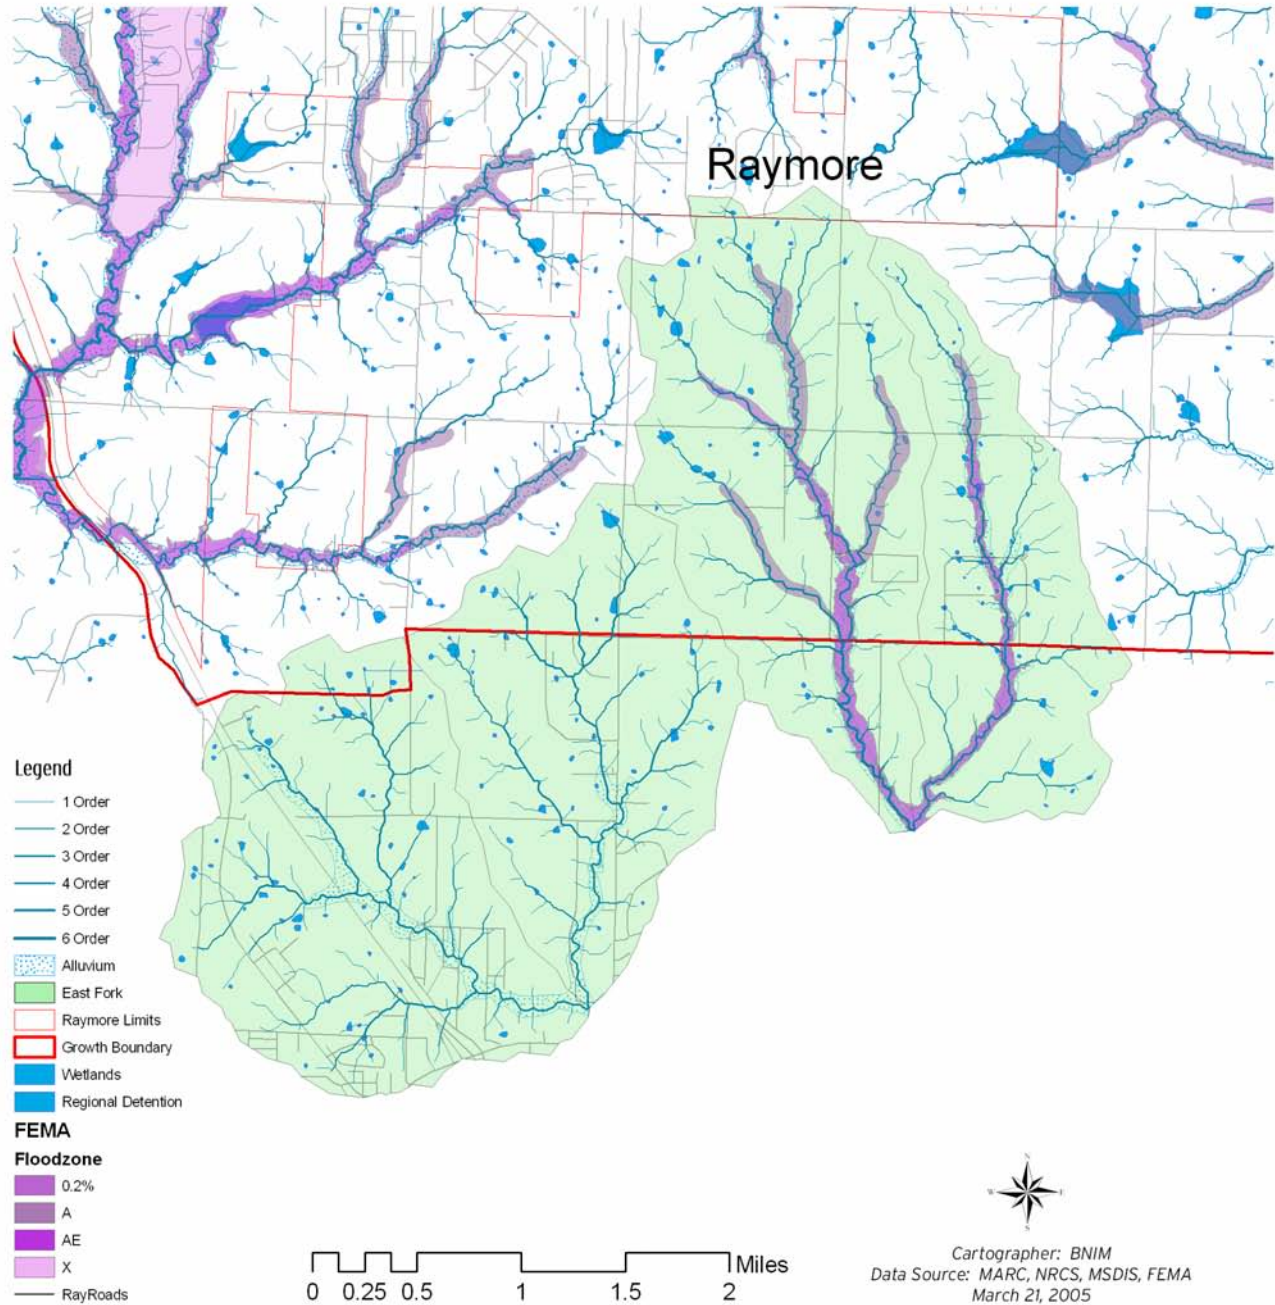 Raymore
Legend
1 Order
2 Order
3 Order
4 Order
5 Order
6 Order
Alluvium
East Fork
Raymore Limits
Growth Boundary
Wetlands
Regional Detention
FEMA
Floodzone
0.2%
A
AE
X
RayRoads
Miles
0 0.25 0.5 1 1.5 2
N
W E
S
Cartographer: BNIM
Data Source: MARC, NRCS, MSDIS, FEMA
March 21, 2005